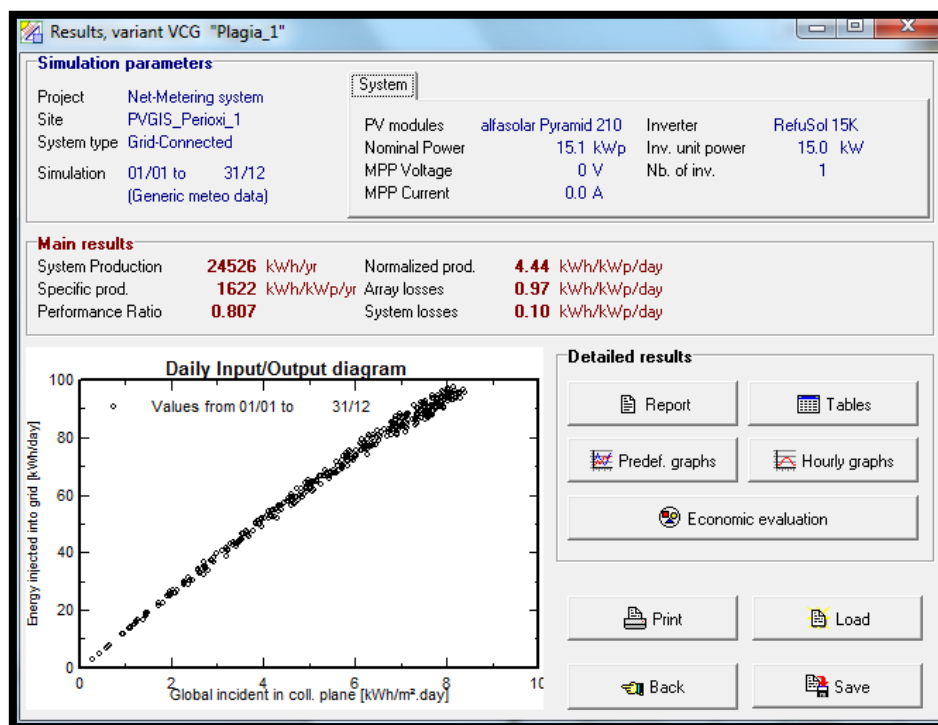 Results, variant VCG "Plagia_1"
Simulation parameters
Project Net-Metering system
Site PVGIS_Perioxi_1
System type Grid-Connected
Simulation 01/01 to 31/12
(Generic meteo data)
System
PV modules alfasolar Pyramid 210 Inverter RefuSol 15K
Nominal Power 15.1 kWp Inv. unit power 15.0 kW
MPP Voltage 0 V Nb. of inv. 1
MPP Current 0.0 A
Main results
System Production 24526 kWh/yr Normalized prod. 4.44 kWh/kWp/day
Specific prod. 1622 kWh/kWp/yr Array losses 0.97 kWh/kWp/day
Performance Ratio 0.807 System losses 0.10 kWh/kWp/day
Daily Input/Output diagram
Values from 01/01 to 31/12
Energy injected into grid [kWh/day]
100
80
60
40
20
0
0 2 4 6 8 10
Global incident in coll. plane [kWh/m².day]
Detailed results
Report Tables
Predef. graphs Hourly graphs
Economic evaluation
Print Load
Back Save